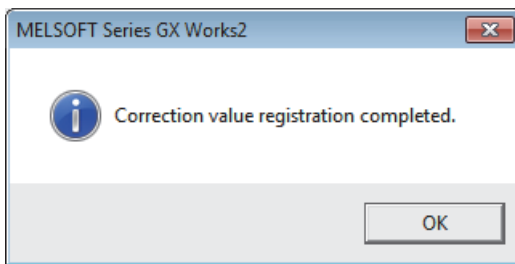 MELSOFT Series GX Works2
Correction value registration completed.
OK